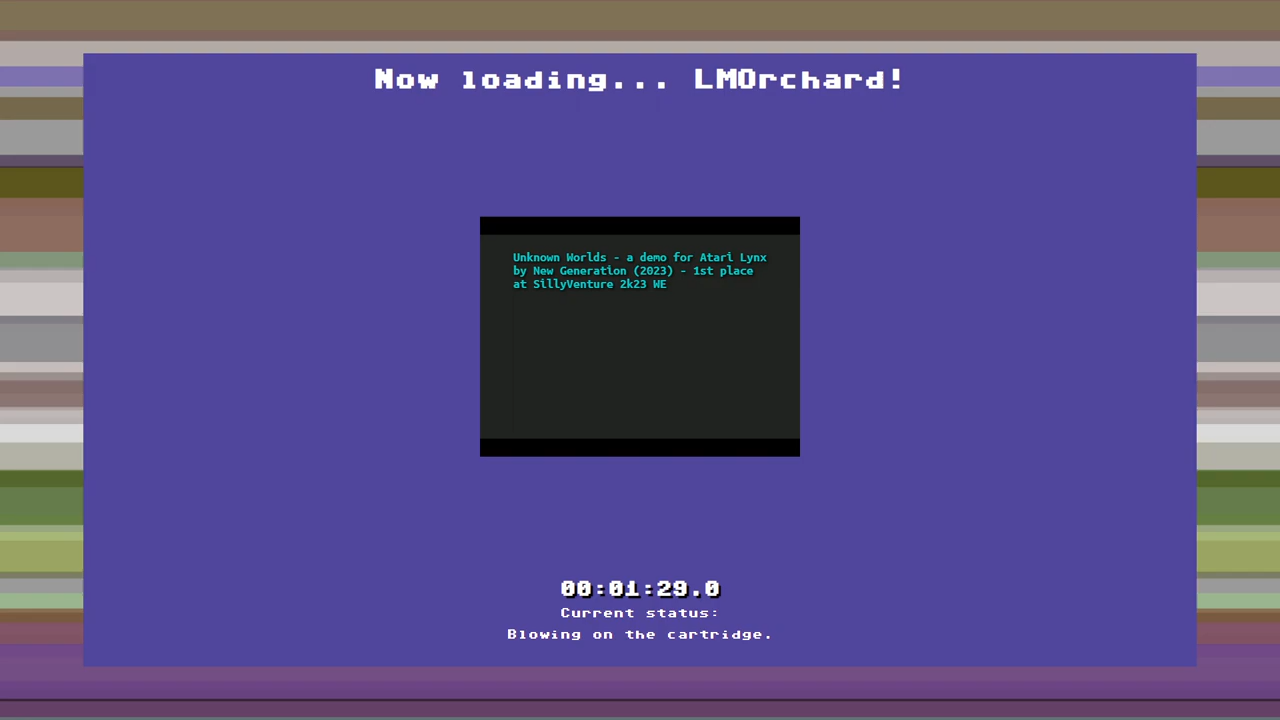 Now loading... LMOrchard!
Unknown Worlds - a demo for Atari Lynx
by New Generation (2023) - 1st place
at SillyVenture 2k23 WE
00:01:29.0
Current status:
Blowing on the cartridge.